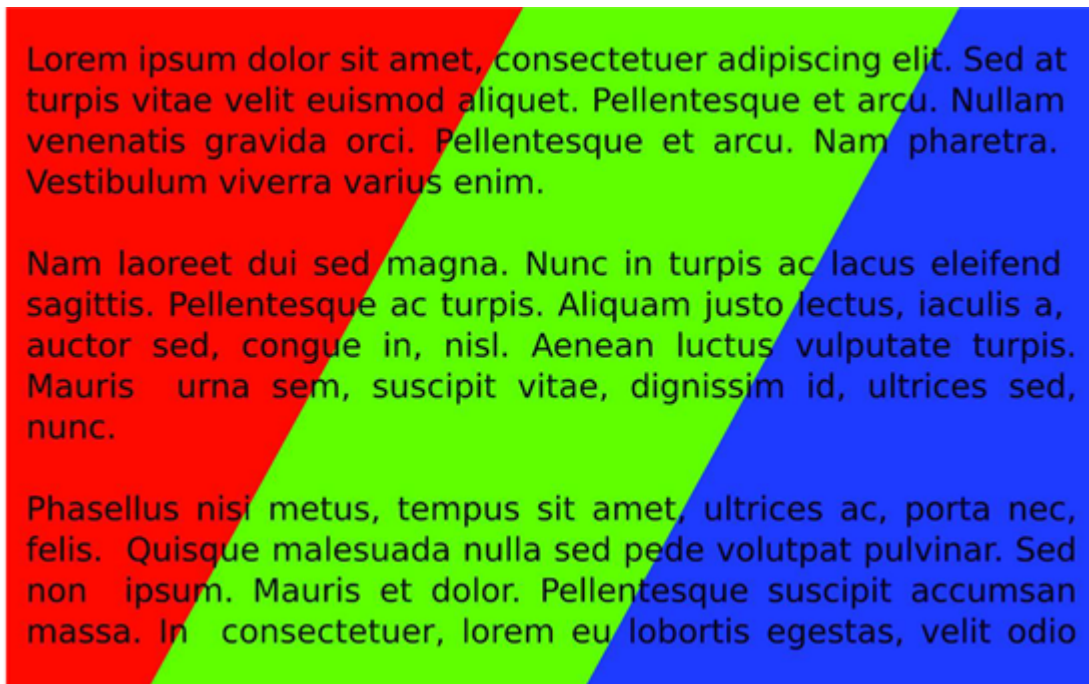 Lorem ipsum dolor sit amet, consectetuer adipiscing elit. Sed at
turpis vitae velit euismod aliquet. Pellentesque et arcu. Nullam
venenatis gravida orci. Pellentesque et arcu. Nam pharetra.
Vestibulum viverra varius enim.

Nam laoreet dui sed magna. Nunc in turpis ac lacus eleifend
sagittis. Pellentesque ac turpis. Aliquam justo lectus, iaculis a,
auctor sed, congue in, nisl. Aenean luctus vulputate turpis.
Mauris urna sem, suscipit vitae, dignissim id, ultrices sed,
nunc.

Phasellus nisi metus, tempus sit amet, ultrices ac, porta nec,
felis. Quisque malesuada nulla sed pede volutpat pulvinar. Sed
non ipsum. Mauris et dolor. Pellentesque suscipit accumsan
massa. In consectetuer, lorem eu lobortis egestas, velit odio